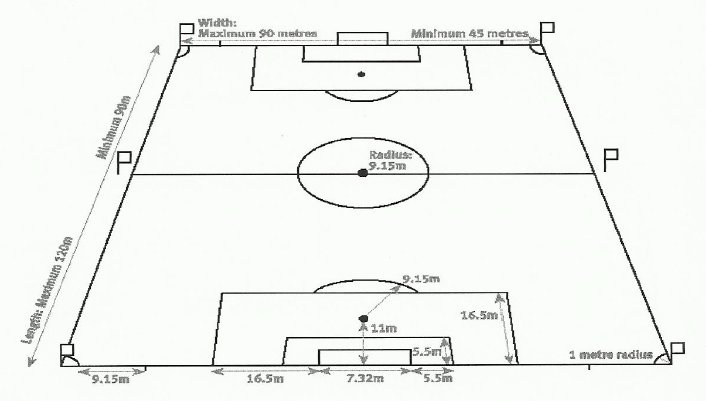 Width:
Maximum 90 metres
Minimum 45 metres
Minimum 90m
Length: Maximum 120m
Radius:
9.15m
9.15m
11m
16.5m
5.5m
1 metre radius
9.15m
16.5m
7.32m
5.5m